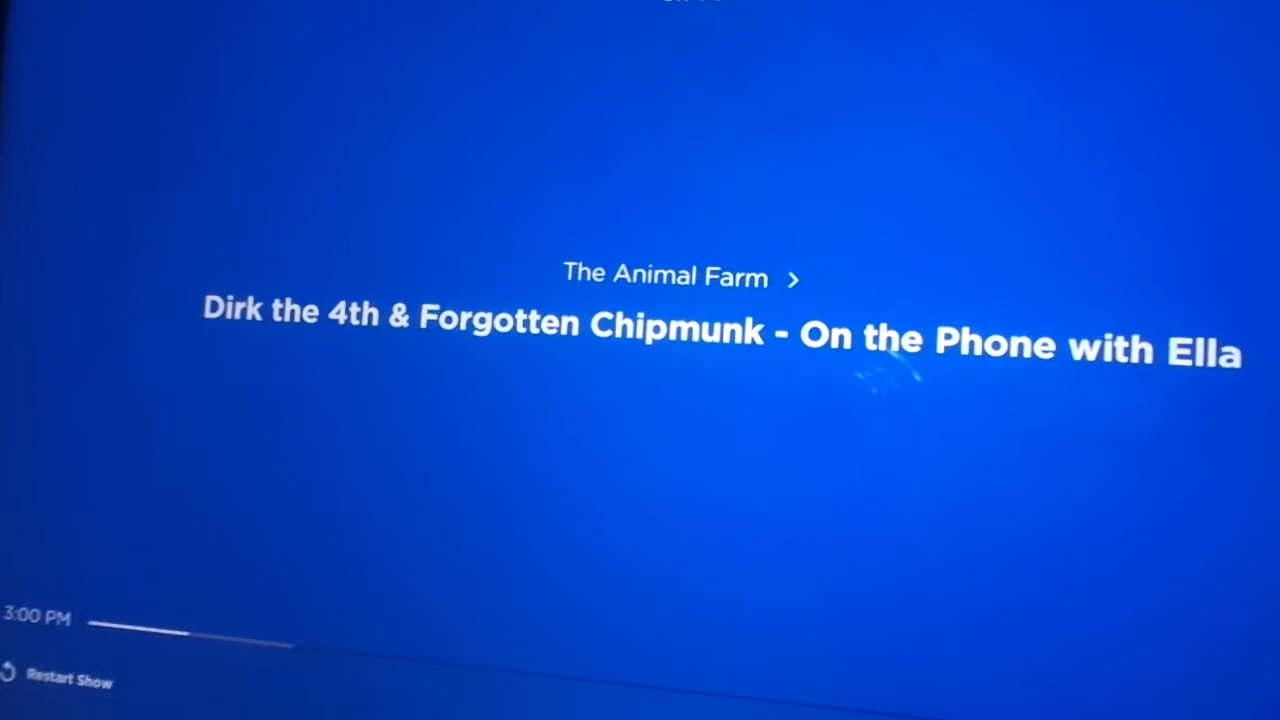 The Animal Farm >
Dirk the 4th & Forgotten Chipmunk - On the Phone with Ella
3:00 PM
Restart Show